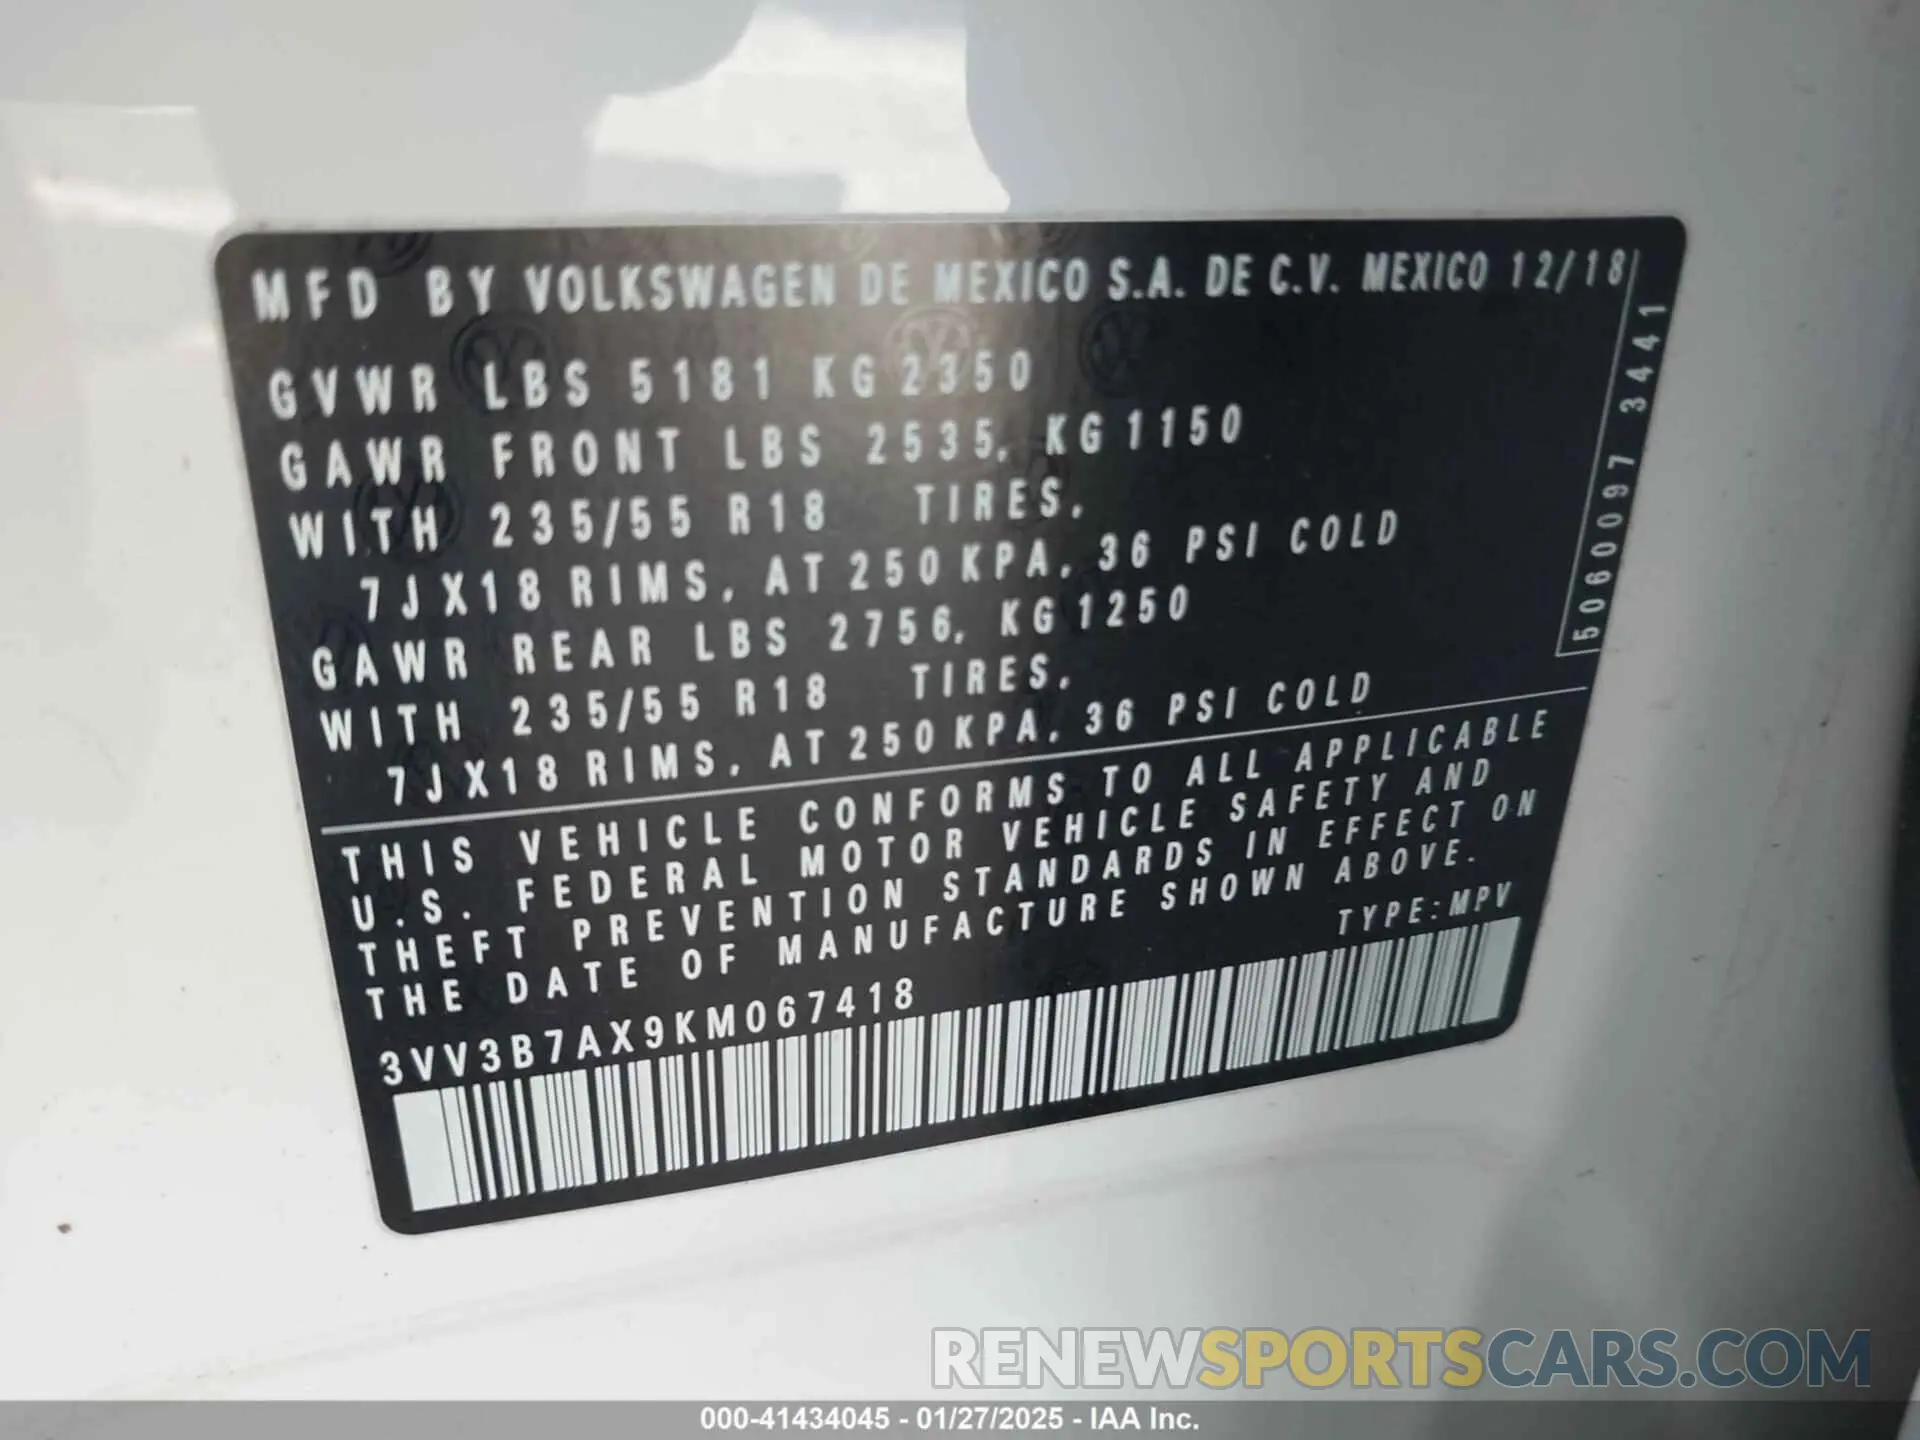 MFD BY VOLKSWAGEN DE MEXICO S.A. DE C.V. MEXICO 12/18
GVWR LBS 5181 KG 2350
GAWR FRONT LBS 2535, KG 1150
WITH 235/55 R18 TIRES,
7JX18 RIMS, AT 250 KPA, 36 PSI COLD
GAWR REAR LBS 2756, KG 1250
WITH 235/55 R18 TIRES,
7JX18 RIMS, AT 250 KPA, 36 PSI COLD
5060097 3441
THIS VEHICLE CONFORMS TO ALL APPLICABLE
U.S. FEDERAL MOTOR VEHICLE SAFETY AND
THEFT PREVENTION STANDARDS IN EFFECT ON
THE DATE OF MANUFACTURE SHOWN ABOVE.
TYPE: MPV
3VV3B7AX9KM067418
RENEWSPORTSCARS.COM
000-41434045 - 01/27/2025 - IAA Inc.